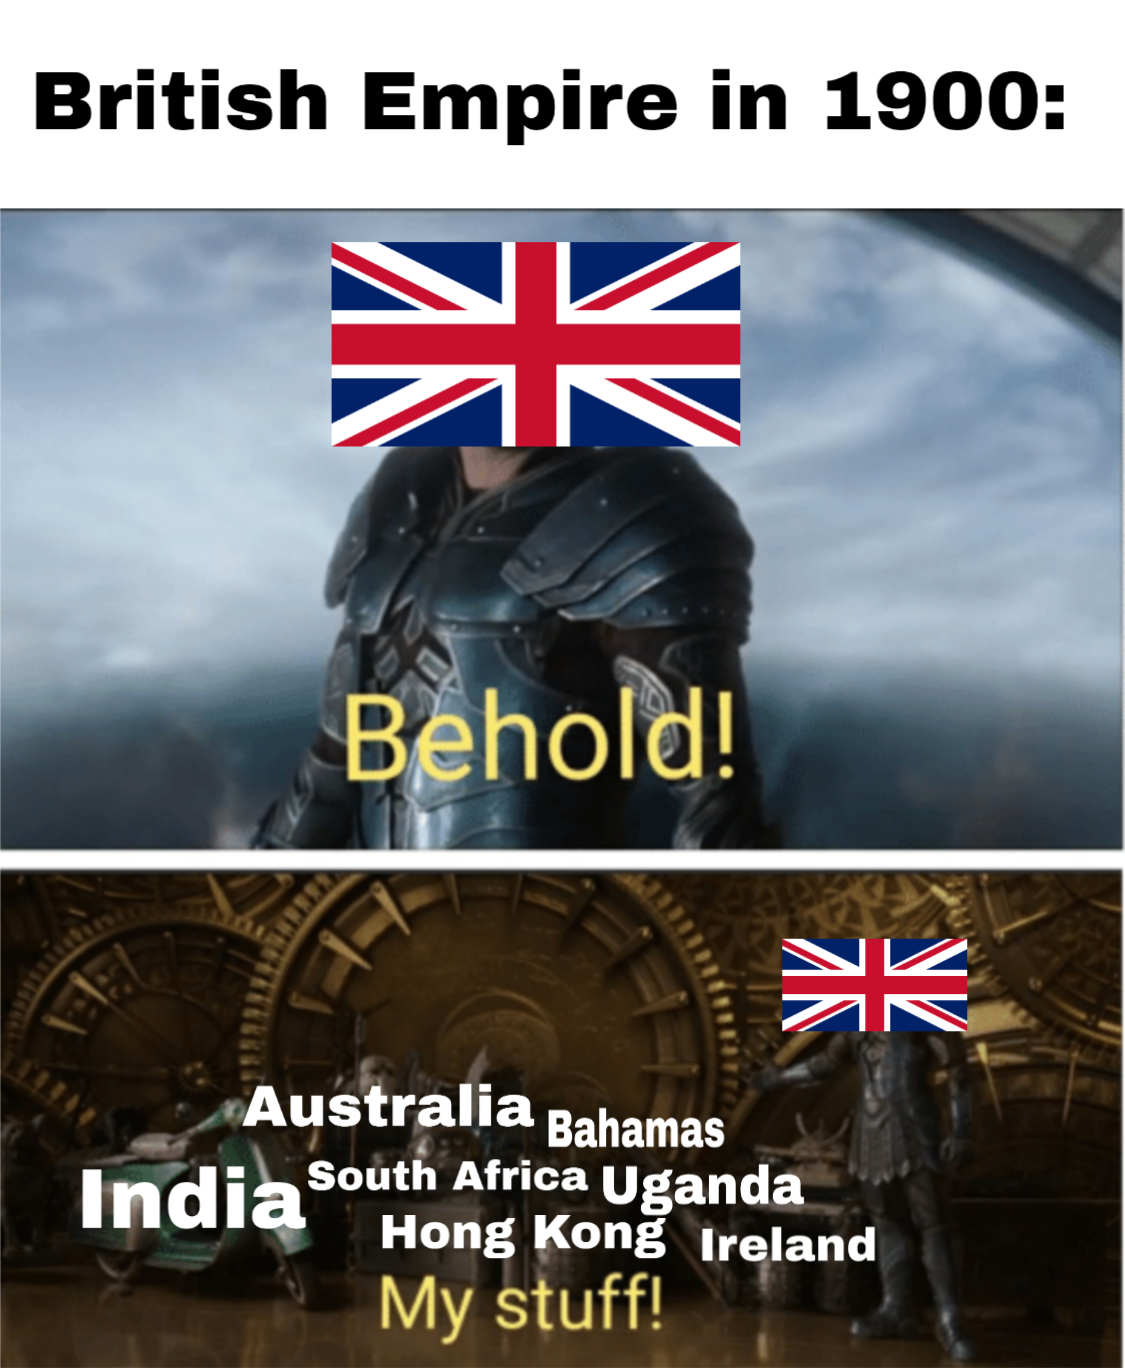 British Empire in 1900:
Behold!
Australia Bahamas
India South Africa Uganda
Hong Kong Ireland
My stuff!